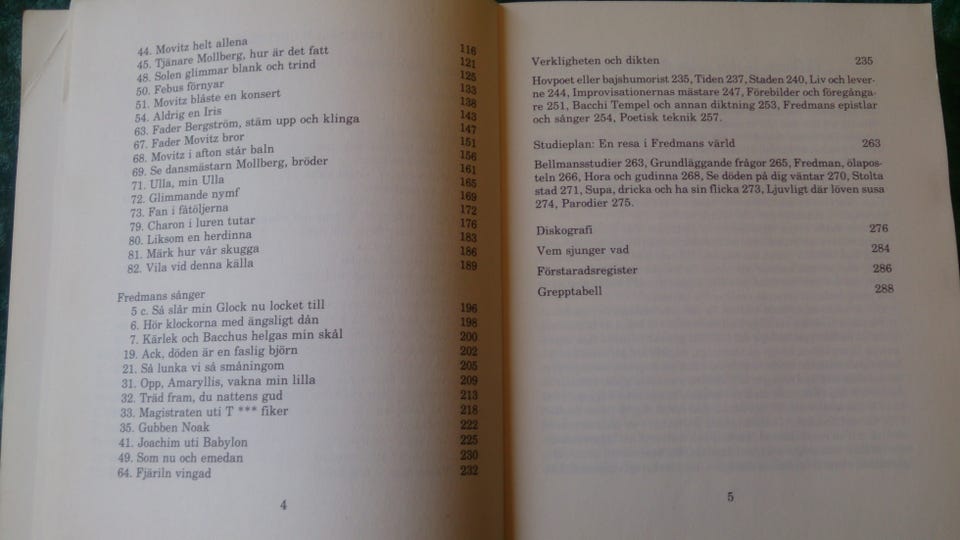 44. Movitz helt allena 116
45. Tjänare Mollberg, hur är det fatt 121
48. Solen glimmar blank och trind 125
50. Febus förnyar 133
51. Movitz blåste en konsert 138
54. Aldrig en Iris 143
63. Fader Bergström, stäm upp och klinga 147
67. Fader Movitz bror 151
68. Movitz i afton står baln 156
69. Se dansmästarn Mollberg, bröder 161
71. Ulla, min Ulla 165
72. Glimmande nymf 169
73. Fan i fåtöljerna 172
79. Charon i luren tutar 176
80. Liksom en herdinna 183
81. Märk hur vår skugga 186
82. Vila vid denna källa 189
Fredmans sånger
5 c. Så slår min Glock nu locket till 196
6. Hör klockorna med ängsligt dån 198
7. Kärlek och Bacchus helgas min skål 200
19. Ack, döden är en faslig björn 202
21. Så lunka vi så småningom 205
31. Opp, Amaryllis, vakna min lilla 209
32. Träd fram, du nattens gud 213
33. Magistraten uti T *** fiker 218
35. Gubben Noak 222
41. Joachim uti Babylon 225
49. Som nu och emedan 230
64. Fjäriln vingad 232
4
Verkligheten och dikten 235
Hovpoet eller bajshumorist 235, Tiden 237, Staden 240, Liv och lever-
ne 244, Improvisationernas mästare 247, Förebilder och föregånga-
re 251, Bacchi Tempel och annan diktning 253, Fredmans epistlar
och sånger 254, Poetisk teknik 257.
Studieplan: En resa i Fredmans värld 263
Bellmansstudier 263, Grundläggande frågor 265, Fredman, ölapos-
teln 266, Hora och gudinna 268, Se döden på dig väntar 270, Stolta
stad 271, Supa, dricka och ha sin flicka 273, Ljuvligt där löven susa
274, Parodier 275.
Diskografi 276
Vem sjunger vad 284
Förstaradsregister 286
Grepptabell 288
5